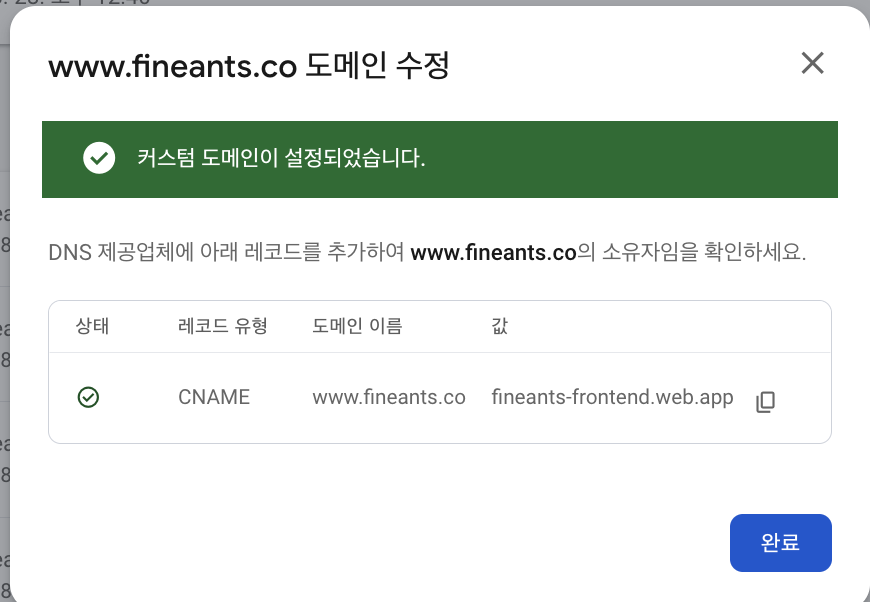 www.fineants.co 도메인 수정
커스텀 도메인이 설정되었습니다.
DNS 제공업체에 아래 레코드를 추가하여 www.fineants.co의 소유자임을 확인하세요.
상태 레코드 유형 도메인 이름 값
CNAME www.fineants.co fineants-frontend.web.app
완료